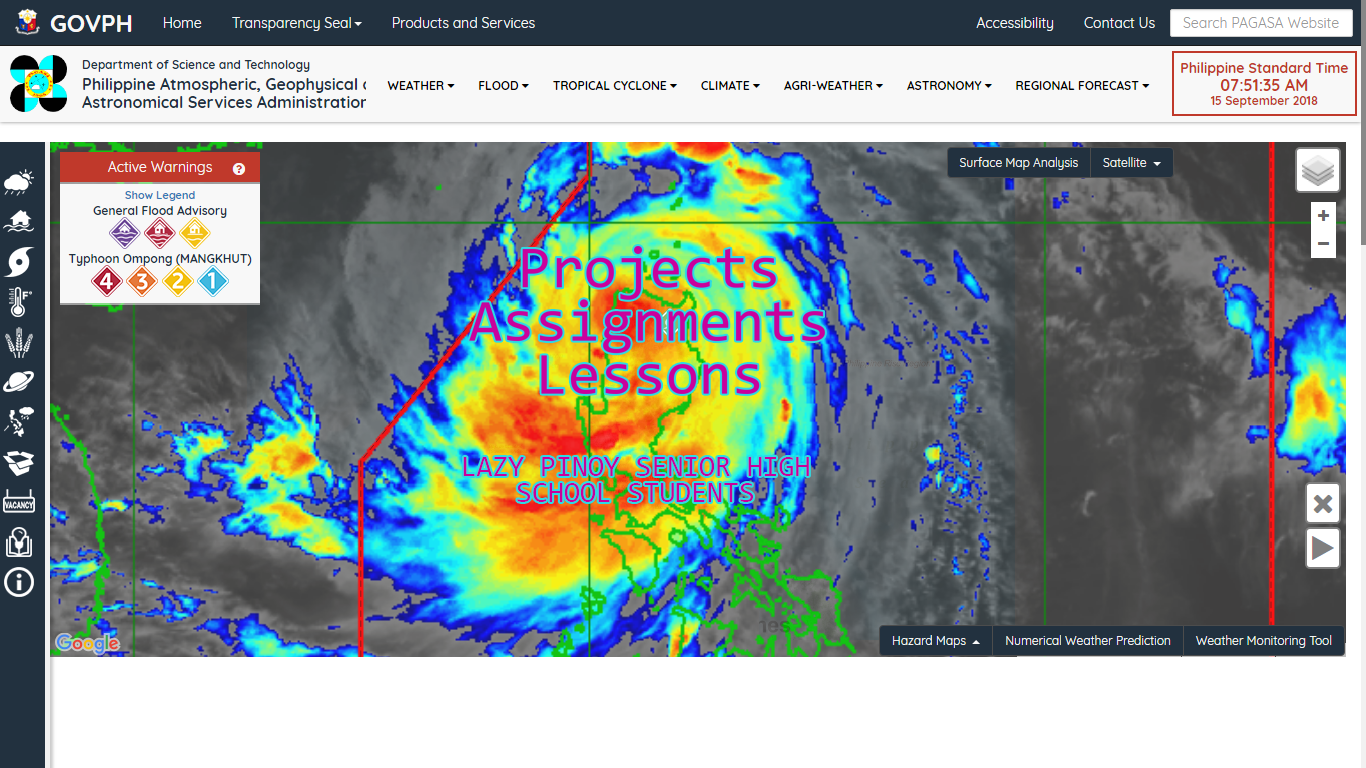 GOVPH
Home
Transparency Seal
Products and Services
Accessibility
Contact Us
Search PAGASA Website
Department of Science and Technology
Philippine Atmospheric, Geophysical
Astronomical Services Administration
WEATHER
FLOOD
TROPICAL CYCLONE
CLIMATE
AGRI-WEATHER
ASTRONOMY
REGIONAL FORECAST
Philippine Standard Time
07:51:35 AM
15 September 2018
Active Warnings ?
Show Legend
General Flood Advisory
Typhoon Ompong (MANGKHUT)
4 3 2 1
Surface Map Analysis
Satellite
+
−
Projects
Assignments
Lessons
LAZY PINOY SENIOR HIGH
SCHOOL STUDENTS
F°
VACANCY
Google
Hazard Maps
Numerical Weather Prediction
Weather Monitoring Tool